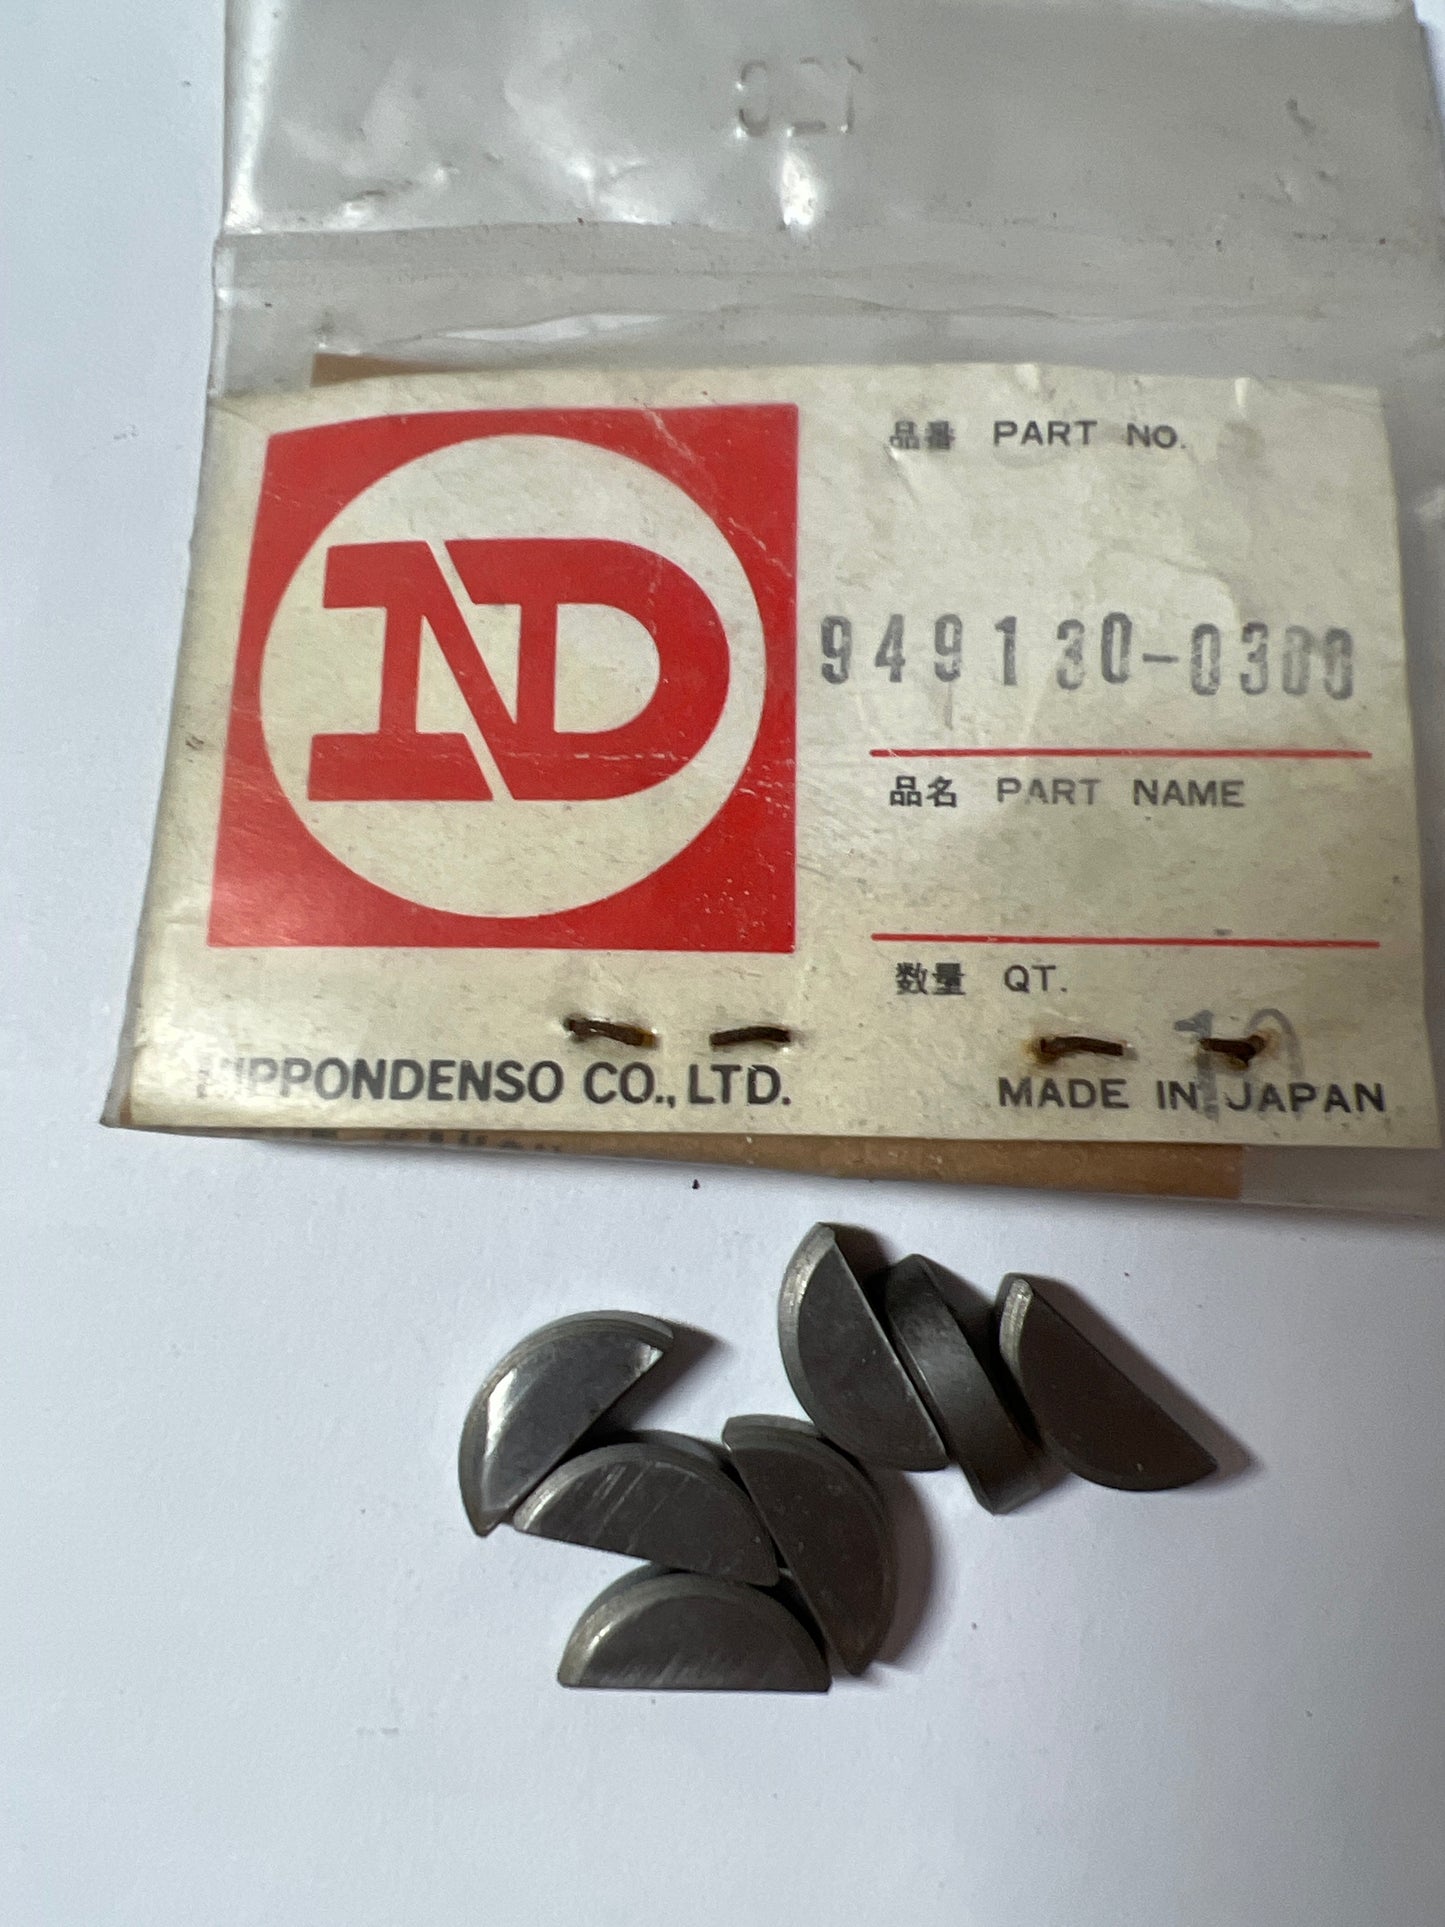 品番 PART NO.
949130-0300
ND
品名 PART NAME
数量 QT.
10
NIPPONDENSO CO., LTD.
MADE IN JAPAN